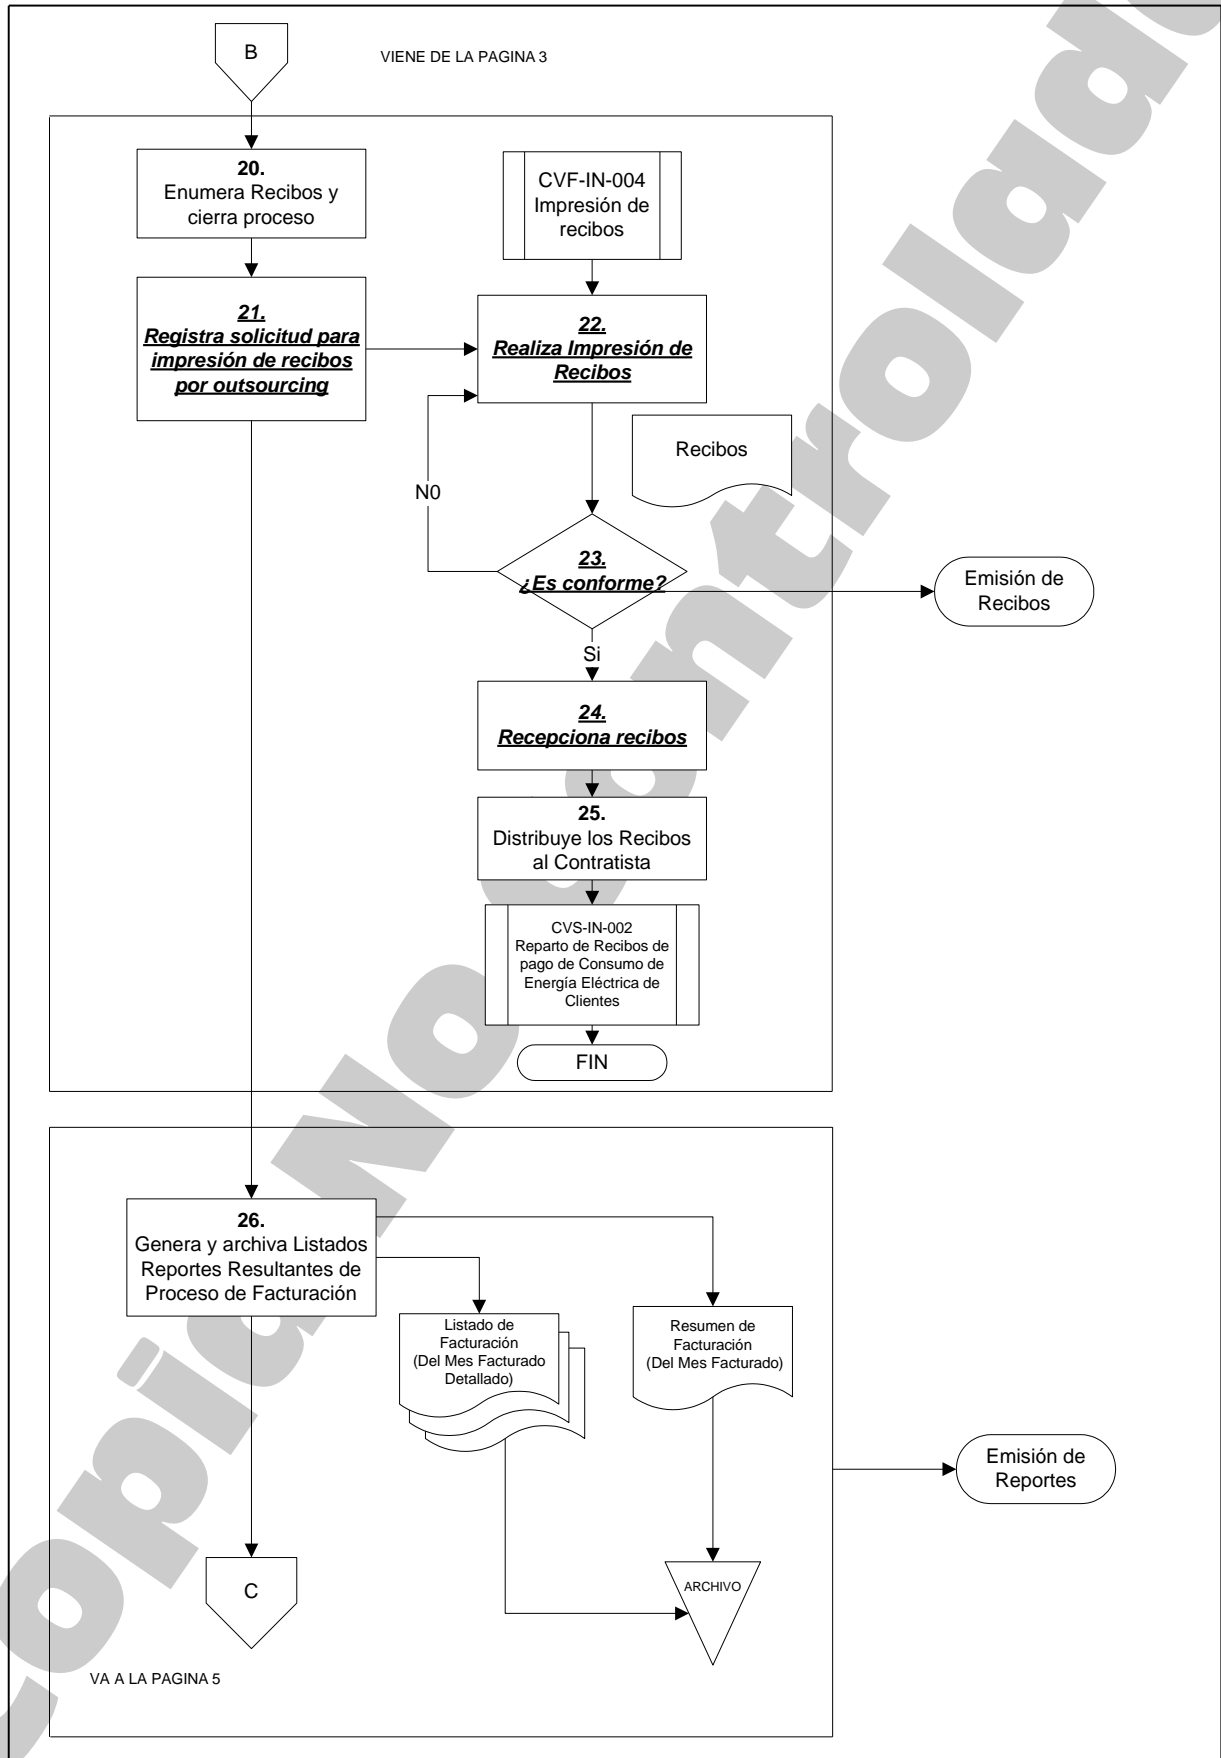 B
VIENE DE LA PAGINA 3
20.
Enumera Recibos y
cierra proceso
CVF-IN-004
Impresión de
recibos
21.
Registra solicitud para
impresión de recibos
por outsourcing
22.
Realiza Impresión de
Recibos
Recibos
N0
23.
¿Es conforme?
Emisión de
Recibos
Si
24.
Recepciona recibos
25.
Distribuye los Recibos
al Contratista
CVS-IN-002
Reparto de Recibos de
pago de Consumo de
Energía Eléctrica de
Clientes
FIN
26.
Genera y archiva Listados
Reportes Resultantes de
Proceso de Facturación
Listado de
Facturación
(Del Mes Facturado
Detallado)
Resumen de
Facturación
(Del Mes Facturado)
Emisión de
Reportes
C
ARCHIVO
VA A LA PAGINA 5
Copia No Controlada